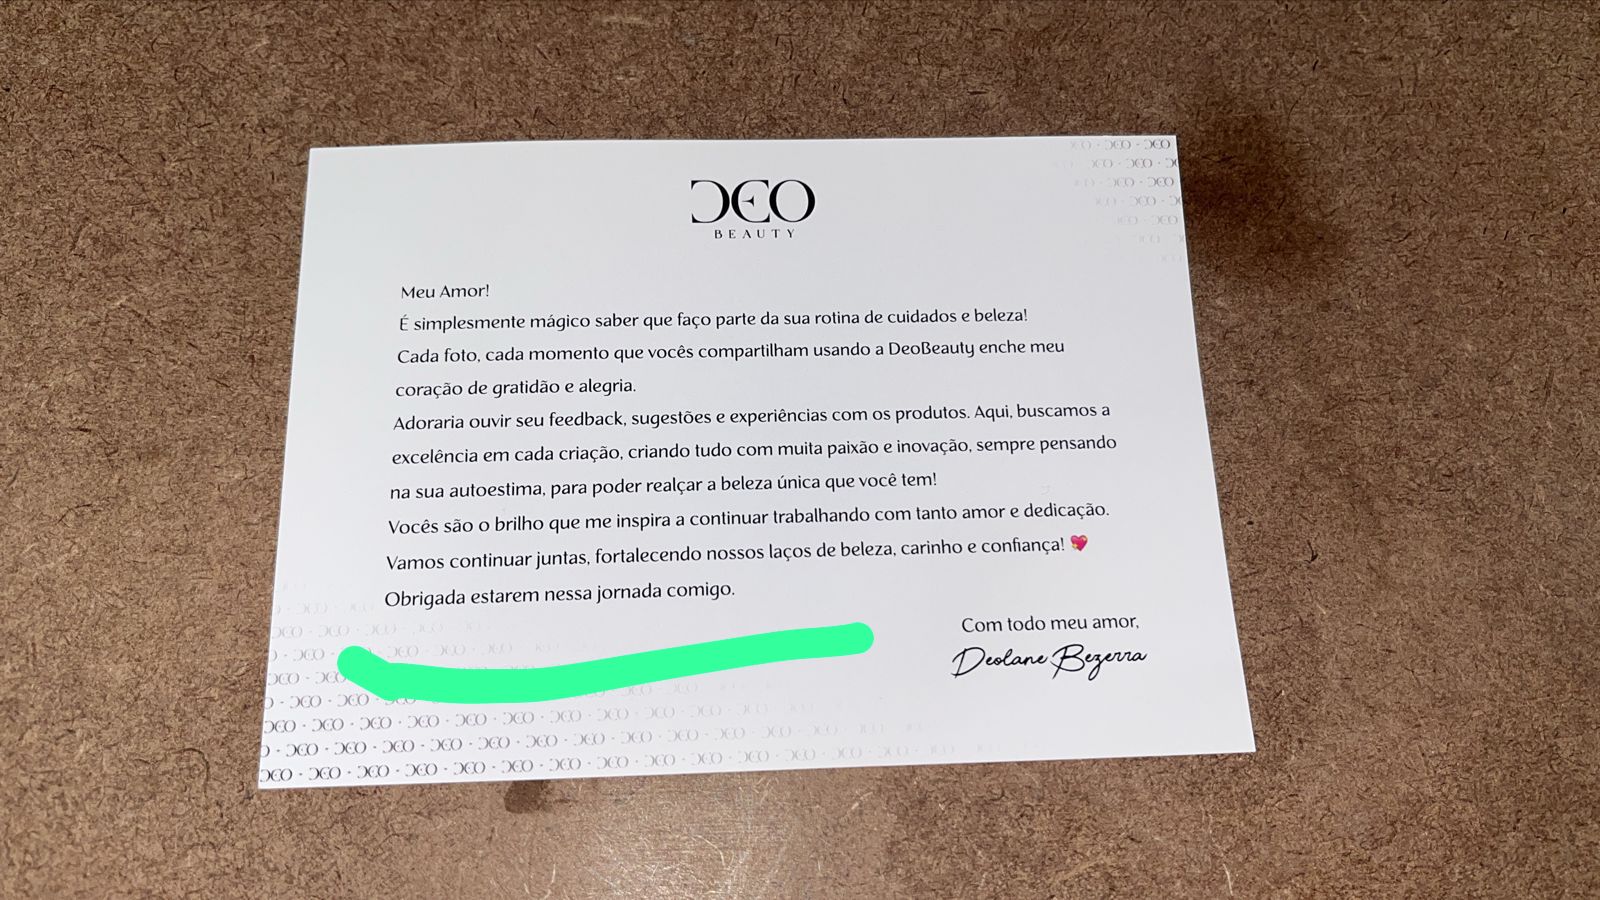 DEO
BEAUTY
Meu Amor!
É simplesmente mágico saber que faço parte da sua rotina de cuidados e beleza!
Cada foto, cada momento que vocês compartilham usando a DeoBeauty enche meu
coração de gratidão e alegria.
Adoraria ouvir seu feedback, sugestões e experiências com os produtos. Aqui, buscamos a
excelência em cada criação, criando tudo com muita paixão e inovação, sempre pensando
na sua autoestima, para poder realçar a beleza única que você tem!
Vocês são o brilho que me inspira a continuar trabalhando com tanto amor e dedicação.
Vamos continuar juntas, fortalecendo nossos laços de beleza, carinho e confiança! 💖
Obrigada estarem nessa jornada comigo.
Com todo meu amor,
Deolane Bezerra